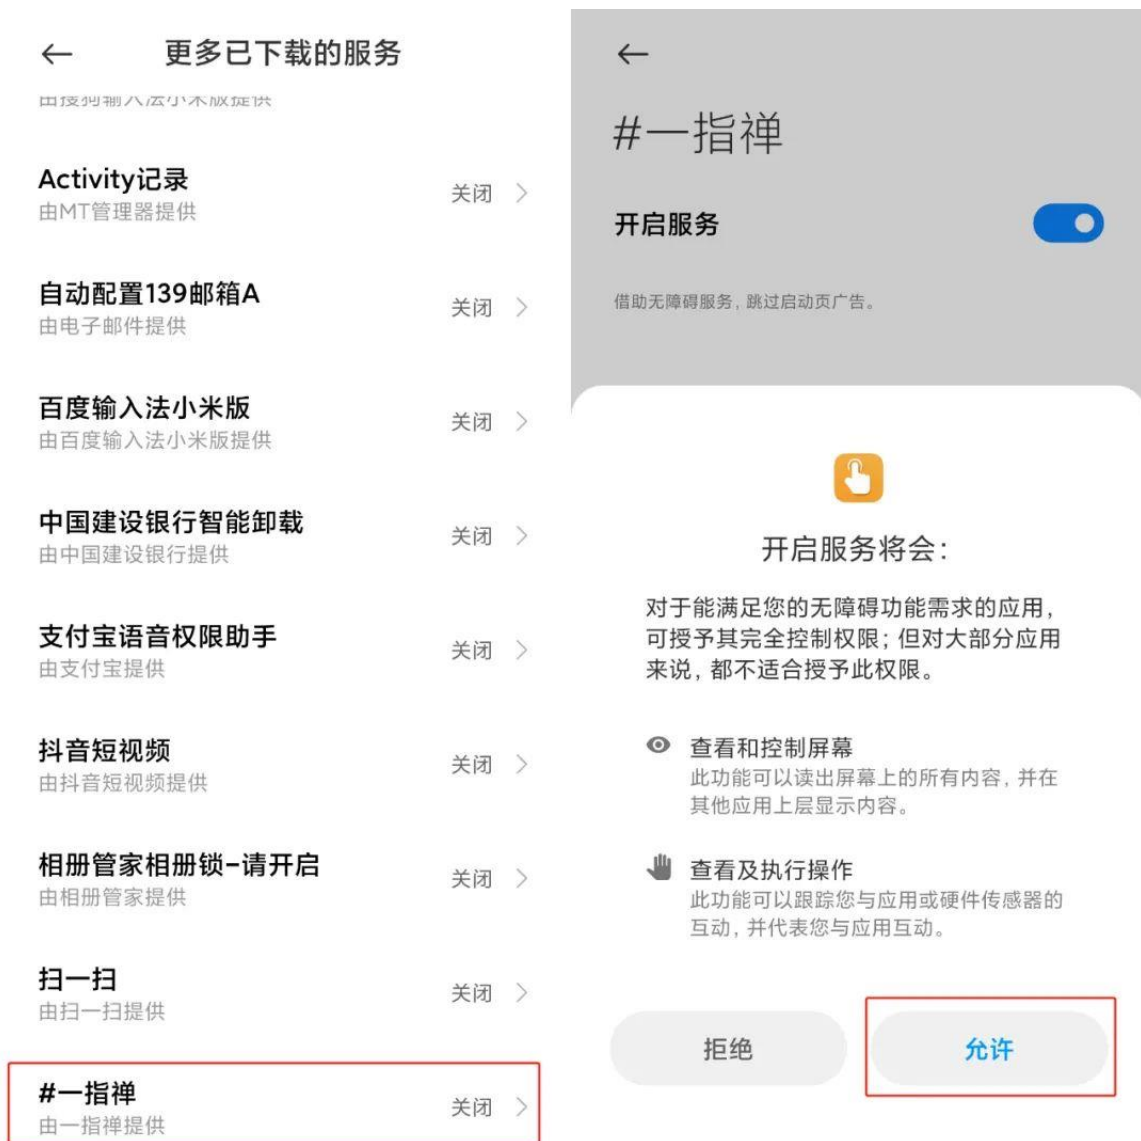 更多已下载的服务
由搜狗输入法小米版提供
Activity记录
关闭
由MT管理器提供
自动配置139邮箱A
关闭
由电子邮件提供
百度输入法小米版
关闭
由百度输入法小米版提供
中国建设银行智能卸载
关闭
由中国建设银行提供
支付宝语音权限助手
关闭
由支付宝提供
抖音短视频
关闭
由抖音短视频提供
相册管家相册锁-请开启
关闭
由相册管家提供
扫一扫
关闭
由扫一扫提供
#一指禅
关闭
由一指禅提供
#一指禅
开启服务
借助无障碍服务，跳过启动页广告。
开启服务将会：
对于能满足您的无障碍功能需求的应用，
可授予其完全控制权限；但对大部分应用
来说，都不适合授予此权限。
查看和控制屏幕
此功能可以读出屏幕上的所有内容，并在
其他应用上层显示内容。
查看及执行操作
此功能可以跟踪您与应用或硬件传感器的
互动，并代表您与应用互动。
拒绝
允许